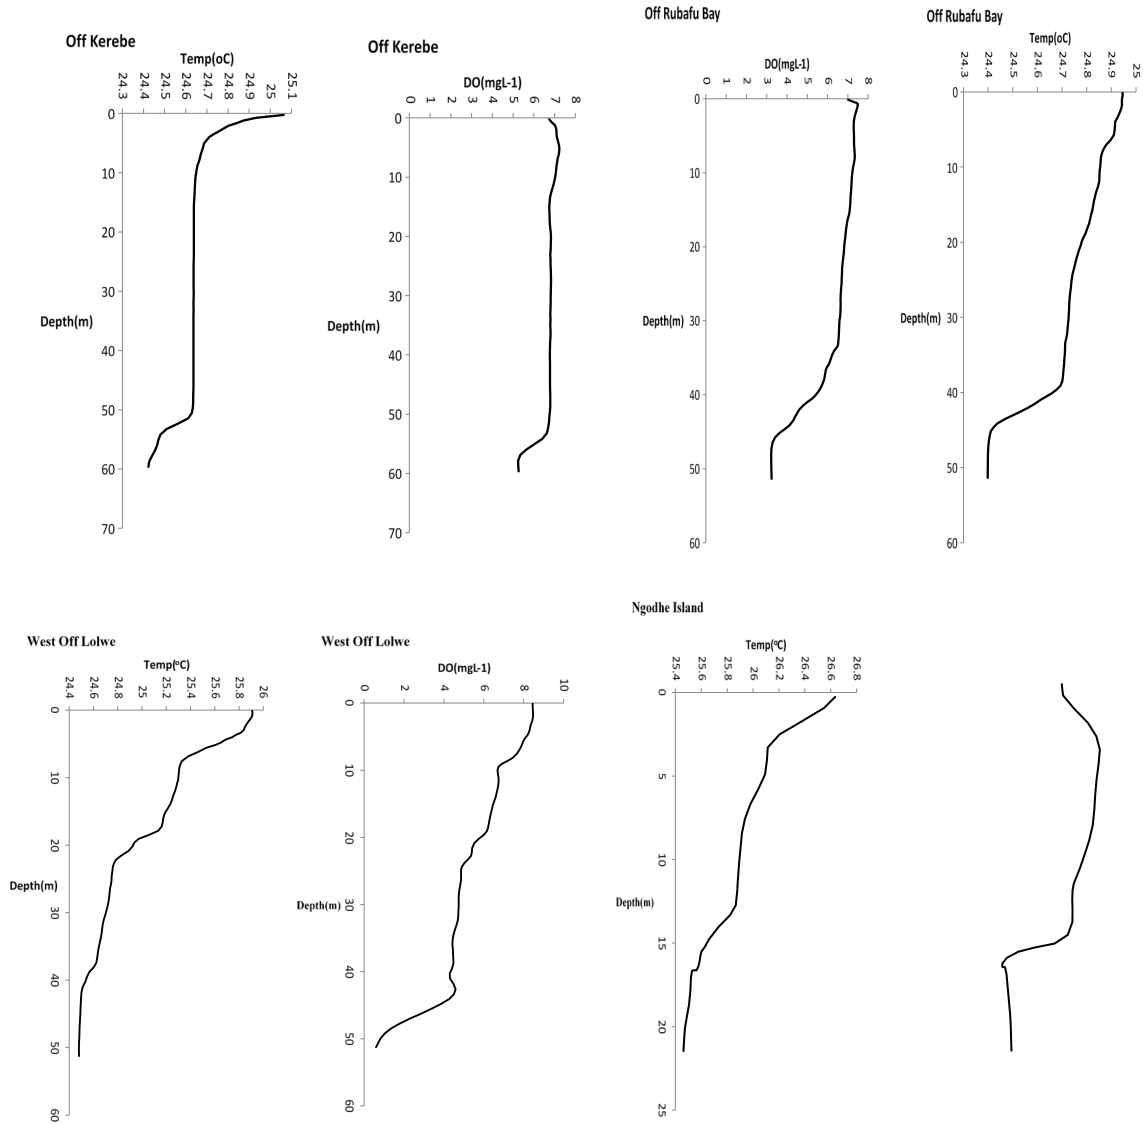 Off Kerebe
Temp(oC)
24.3 24.4 24.5 24.6 24.7 24.8 24.9 25 25.1
0
10
20
30
40
50
60
70
Depth(m)
Off Kerebe
DO(mgL-1)
0 1 2 3 4 5 6 7 8
0
10
20
30
40
50
60
70
Depth(m)
Off Rubafu Bay
DO(mgL-1)
0 1 2 3 4 5 6 7 8
0
10
20
30
40
50
60
Depth(m)
Off Rubafu Bay
Temp(oC)
24.3 24.4 24.5 24.6 24.7 24.8 24.9 25
0
10
20
30
40
50
60
Depth(m)
West Off Lolwe
Temp(ºC)
24.4 24.6 24.8 25 25.2 25.4 25.6 25.8 26
0
10
20
30
40
50
60
Depth(m)
West Off Lolwe
DO(mgL-1)
0 2 4 6 8 10
0
10
20
30
40
50
60
Depth(m)
Ngodhe Island
Temp(ºC)
25.4 25.6 25.8 26 26.2 26.4 26.6 26.8
0
5
10
15
20
25
Depth(m)